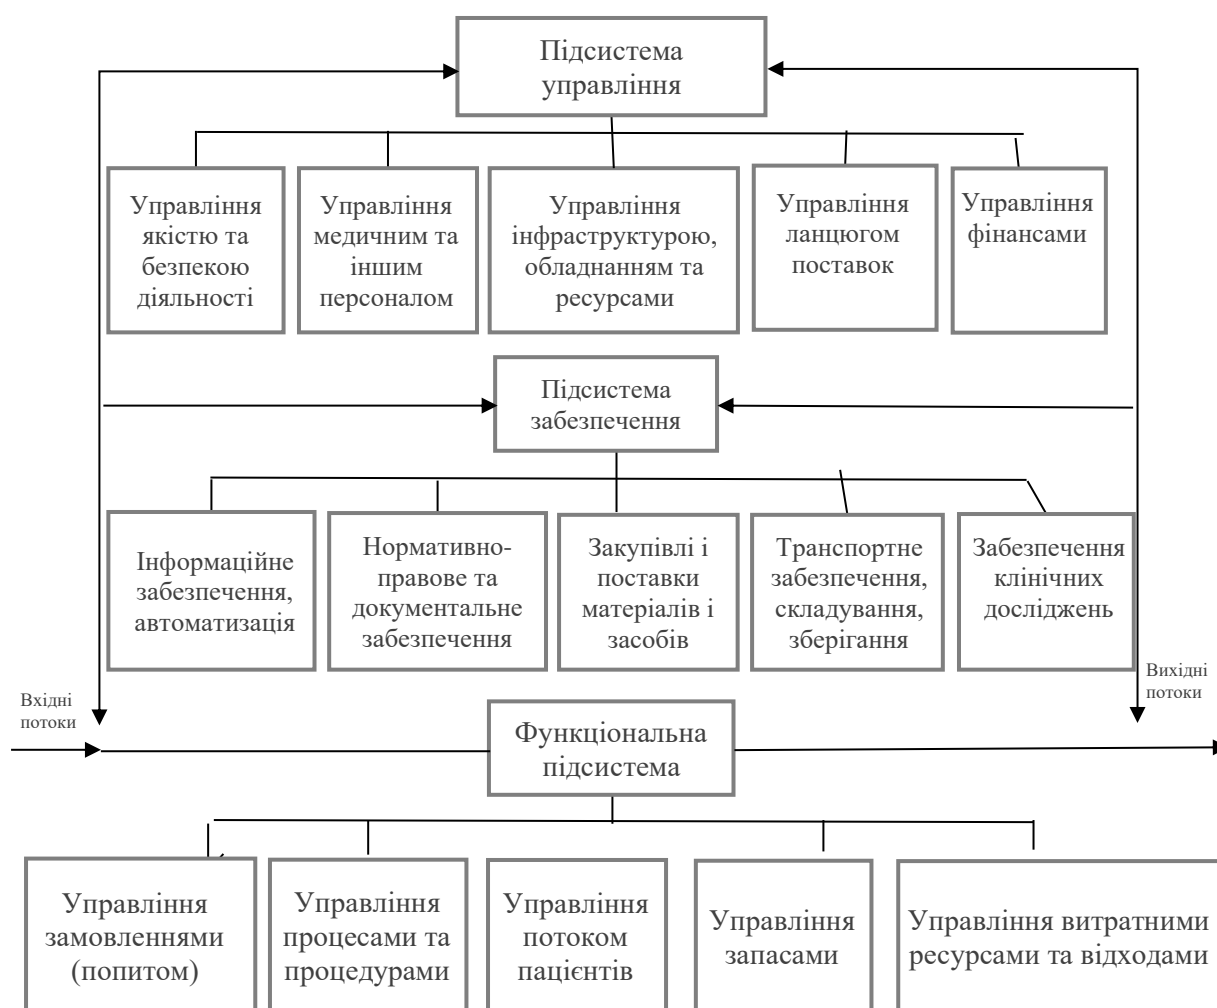 Підсистема
управління
Управління
якістю та
безпекою
діяльності
Управління
медичним та
іншим
персоналом
Управління
інфраструктурою,
обладнанням та
ресурсами
Управління
ланцюгом
поставок
Управління
фінансами
Підсистема
забезпечення
Інформаційне
забезпечення,
автоматизація
Нормативно-
правове та
документальне
забезпечення
Закупівлі і
поставки
матеріалів і
засобів
Транспортне
забезпечення,
складування,
зберігання
Забезпечення
клінічних
досліджень
Вхідні
потоки
Вихідні
потоки
Функціональна
підсистема
Управління
замовленнями
(попитом)
Управління
процесами та
процедурами
Управління
потоком
пацієнтів
Управління
запасами
Управління витратними
ресурсами та відходами